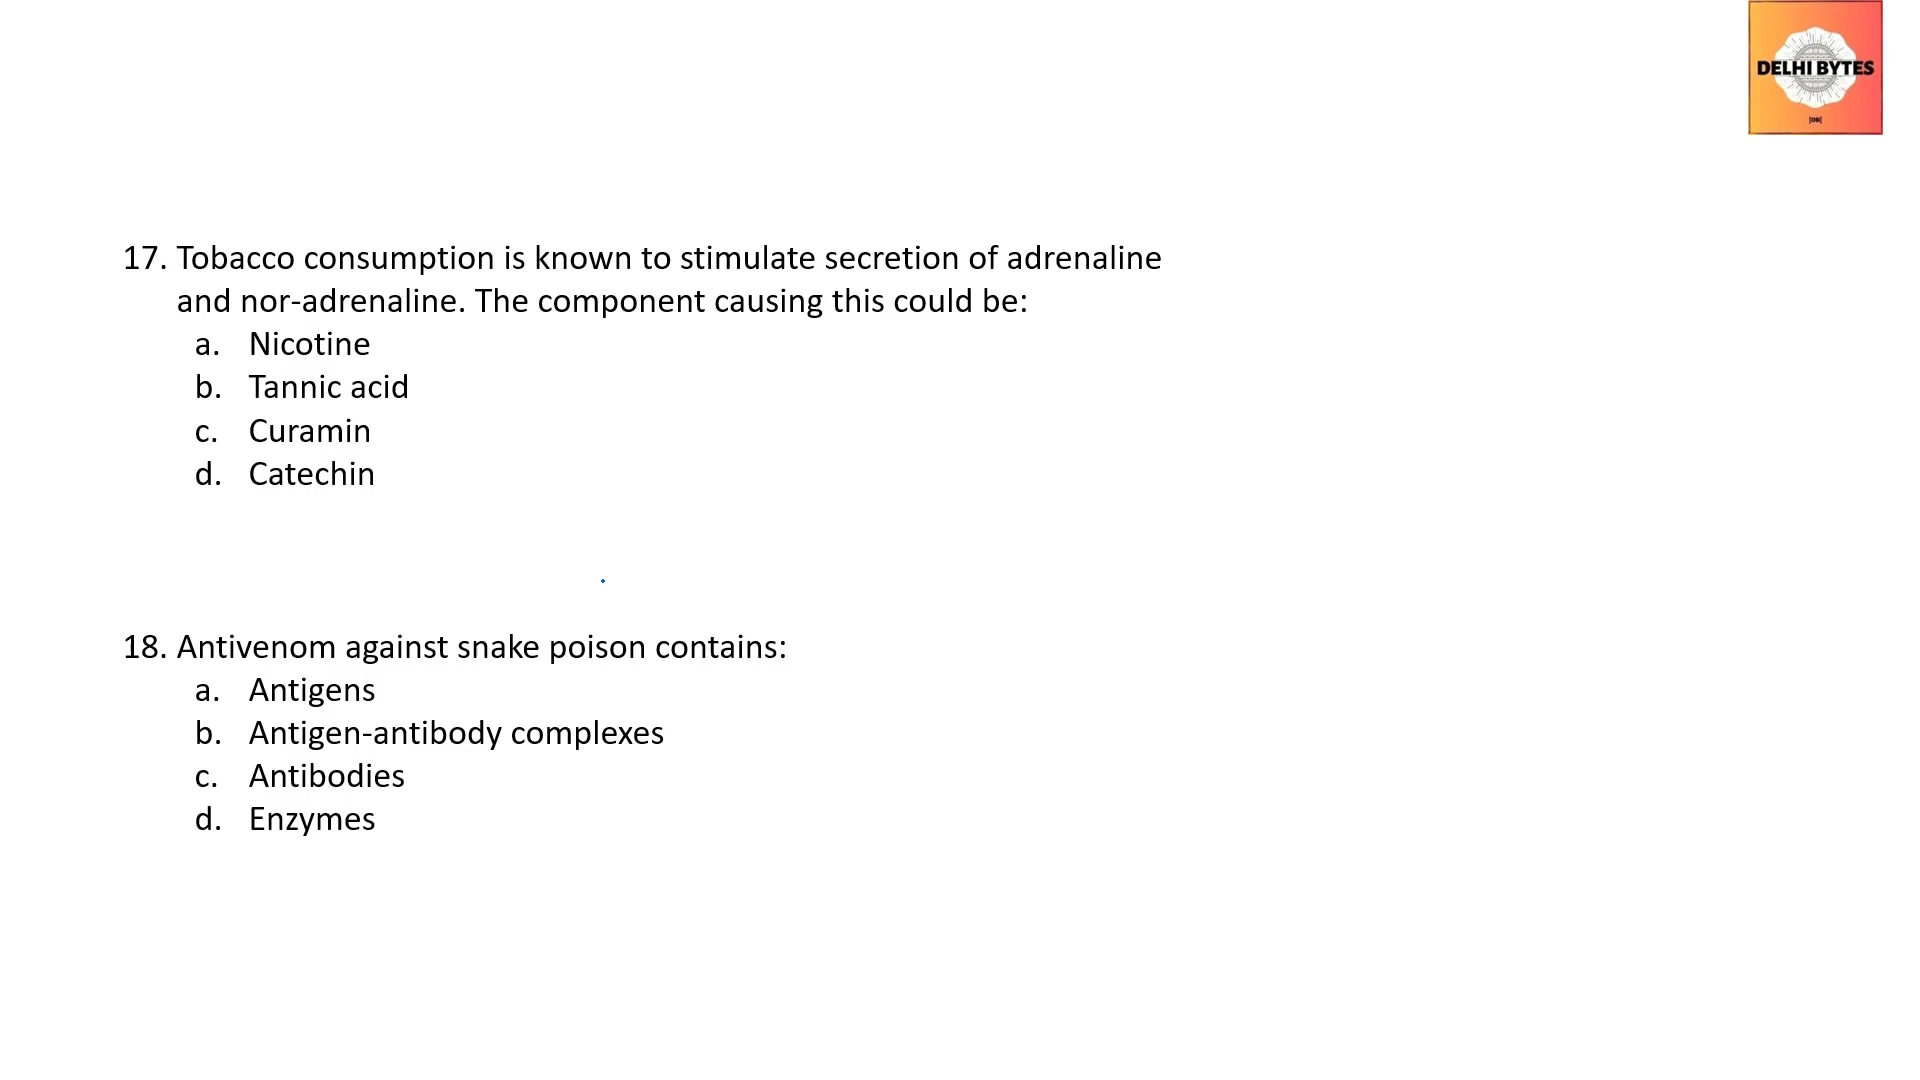 DELHI BYTES
|DB|
17. Tobacco consumption is known to stimulate secretion of adrenaline
and nor-adrenaline. The component causing this could be:
a. Nicotine
b. Tannic acid
c. Curamin
d. Catechin
18. Antivenom against snake poison contains:
a. Antigens
b. Antigen-antibody complexes
c. Antibodies
d. Enzymes